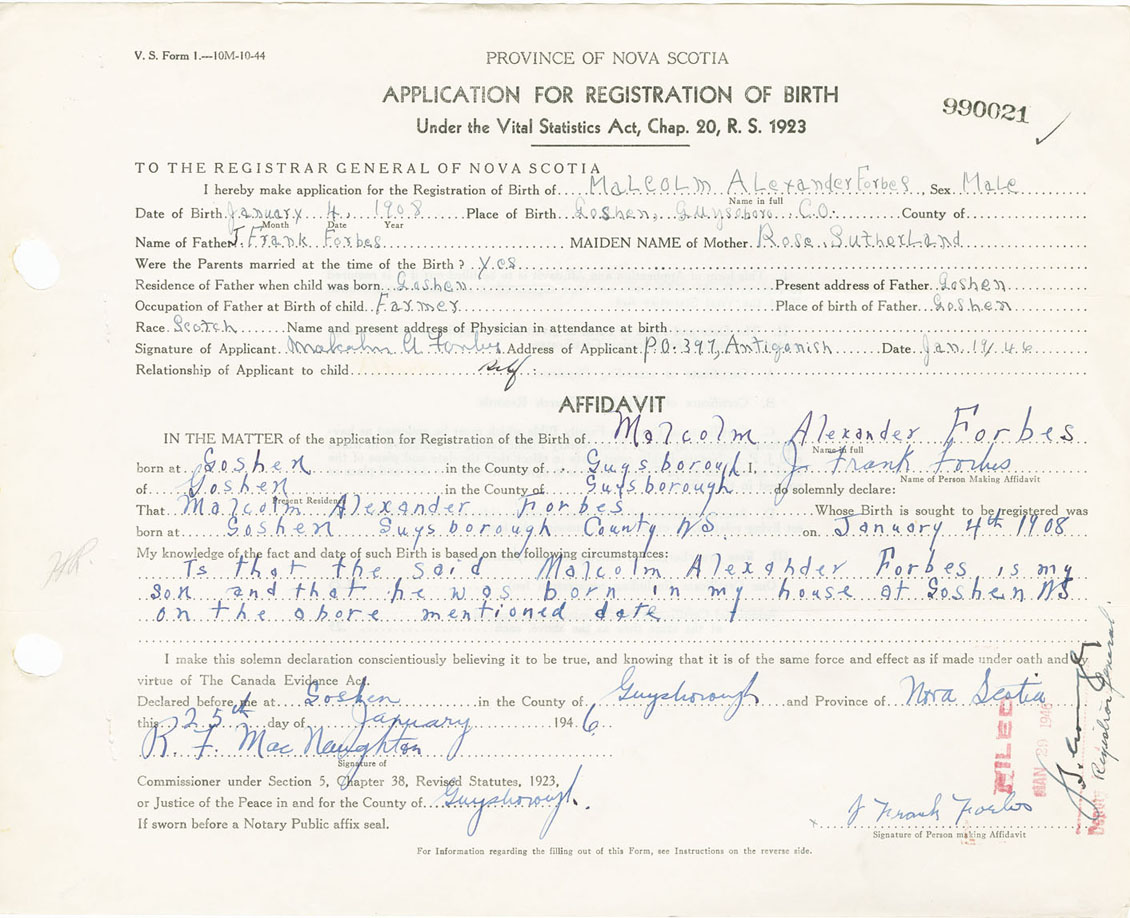 V. S. Form 1.—10M-10-44
PROVINCE OF NOVA SCOTIA
APPLICATION FOR REGISTRATION OF BIRTH
990021
Under the Vital Statistics Act, Chap. 20, R. S. 1923
TO THE REGISTRAR GENERAL OF NOVA SCOTIA
I hereby make application for the Registration of Birth of Malcolm Alexander Forbes, Sex Male
Name in full
Date of Birth January 4, 1908 Place of Birth Goshen, Guysboro C.O. County of
Month Date Year
Name of Father J. Frank Forbes MAIDEN NAME of Mother Rose Sutherland
Were the Parents married at the time of the Birth? Yes
Residence of Father when child was born Goshen Present address of Father Goshen
Occupation of Father at Birth of child Farmer Place of birth of Father Goshen
Race Scotch Name and present address of Physician in attendance at birth
Signature of Applicant Malcolm A Forbes Address of Applicant P.O. 397, Antigonish Date Jan 19/46
Relationship of Applicant to child self
AFFIDAVIT
IN THE MATTER of the application for Registration of the Birth of Malcolm Alexander Forbes
Name in full
born at Goshen in the County of Guysborough I, J Frank Forbes
Name of Person Making Affidavit
of Goshen in the County of Guysborough do solemnly declare:
Present Residence
That Malcolm Alexander Forbes Whose Birth is sought to be registered was
born at Goshen Guysborough County NS on January 4th 1908
My knowledge of the fact and date of such Birth is based on the following circumstances:
Is that the said Malcolm Alexander Forbes is my
son and that he was born in my house at Goshen NS
on the above mentioned date
I make this solemn declaration conscientiously believing it to be true, and knowing that it is of the same force and effect as if made under oath and by
virtue of The Canada Evidence Act.
Declared before me at Goshen in the County of Guysborough and Province of Nova Scotia
this 25th day of January 1946
R. F. MacNaughton
Signature of
Commissioner under Section 5, Chapter 38, Revised Statutes, 1923,
or Justice of the Peace in and for the County of Guysborough.
If sworn before a Notary Public affix seal.
FILED
Deputy Registrar General.
x J Frank Forbes
Signature of Person making Affidavit
For Information regarding the filling out of this Form, see Instructions on the reverse side.